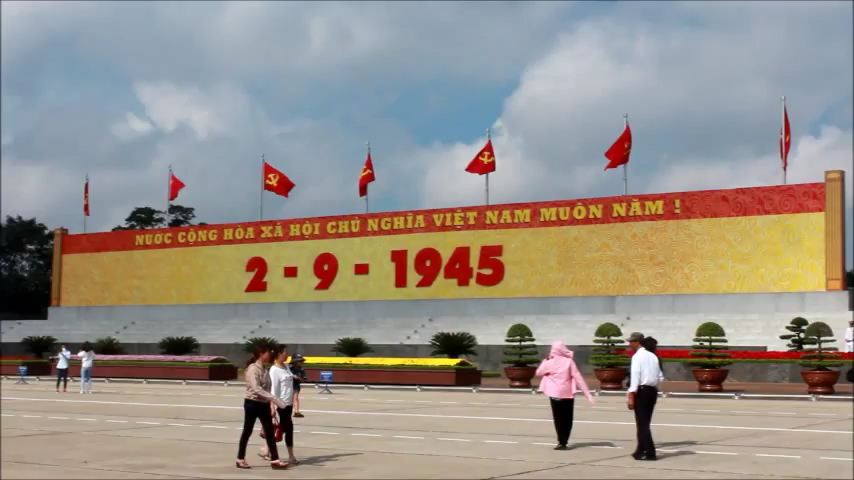 NƯỚC CỘNG HÒA XÃ HỘI CHỦ NGHĨA VIỆT NAM MUÔN NĂM !
2 - 9 - 1945